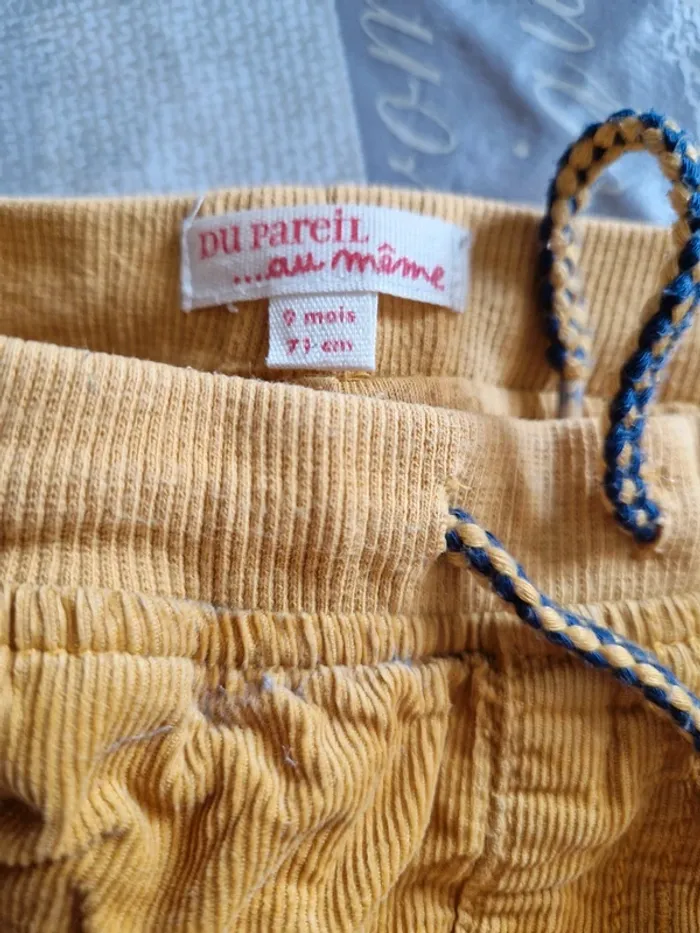 DU PAREIL
...au même
9 mois
71 cm